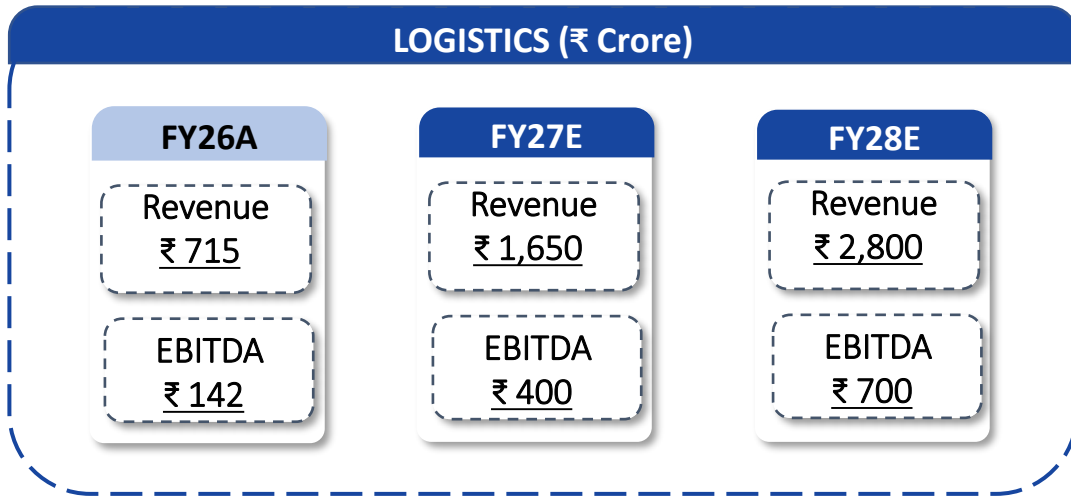 LOGISTICS (₹ Crore)
FY26A
Revenue
₹ 715
EBITDA
₹ 142
FY27E
Revenue
₹ 1,650
EBITDA
₹ 400
FY28E
Revenue
₹ 2,800
EBITDA
₹ 700